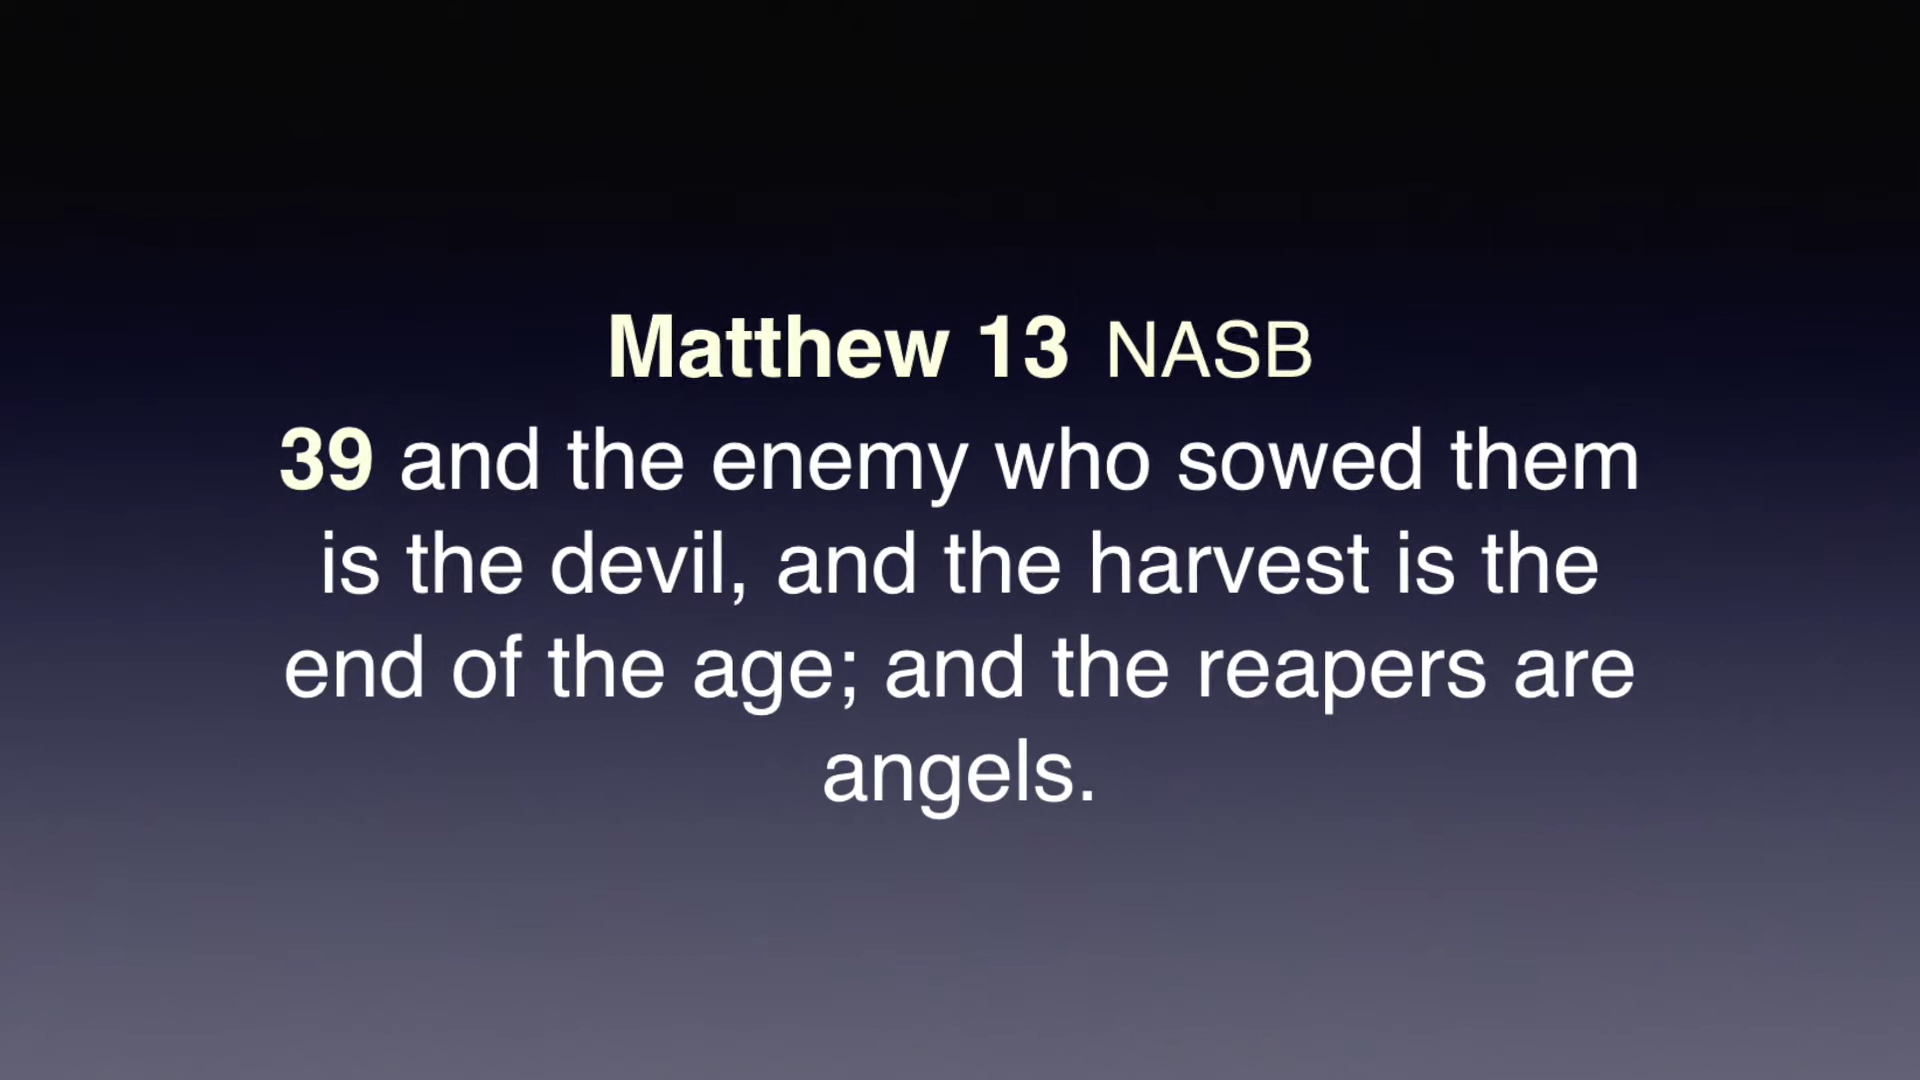 Matthew 13 NASB
39 and the enemy who sowed them
is the devil, and the harvest is the
end of the age; and the reapers are
angels.